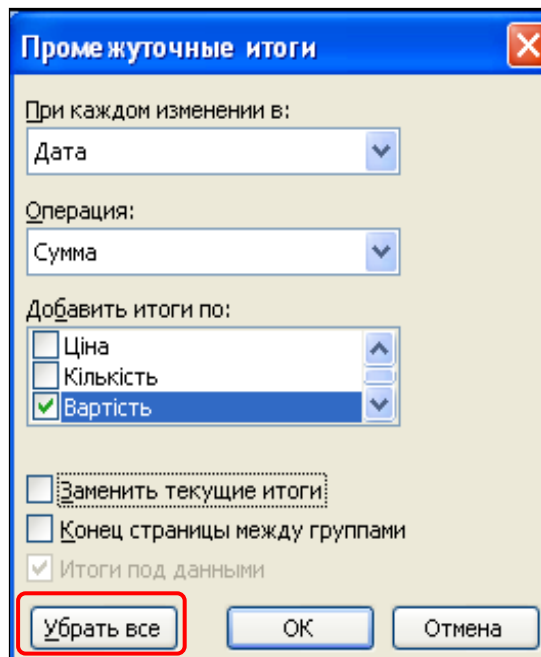 Промежуточные итоги
При каждом изменении в:
Дата
Операция:
Сумма
Добавить итоги по:
Ціна
Кількість
Вартість
Заменить текущие итоги
Конец страницы между группами
Итоги под данными
Убрать все ОК Отмена